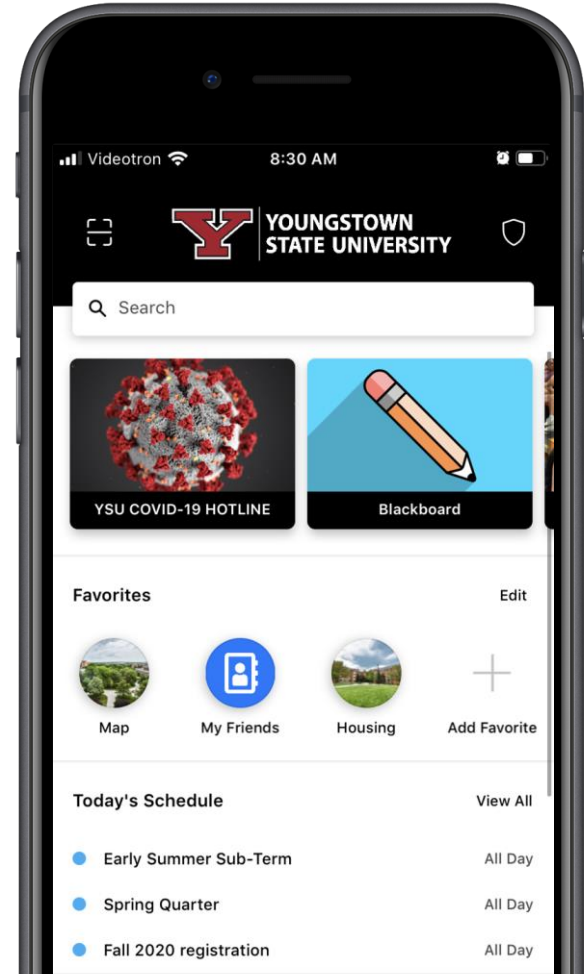 Videotron 8:30 AM
YOUNGSTOWN
STATE UNIVERSITY
Search
YSU COVID-19 HOTLINE
Blackboard
Favorites Edit
Map My Friends Housing Add Favorite
Today's Schedule View All
Early Summer Sub-Term All Day
Spring Quarter All Day
Fall 2020 registration All Day